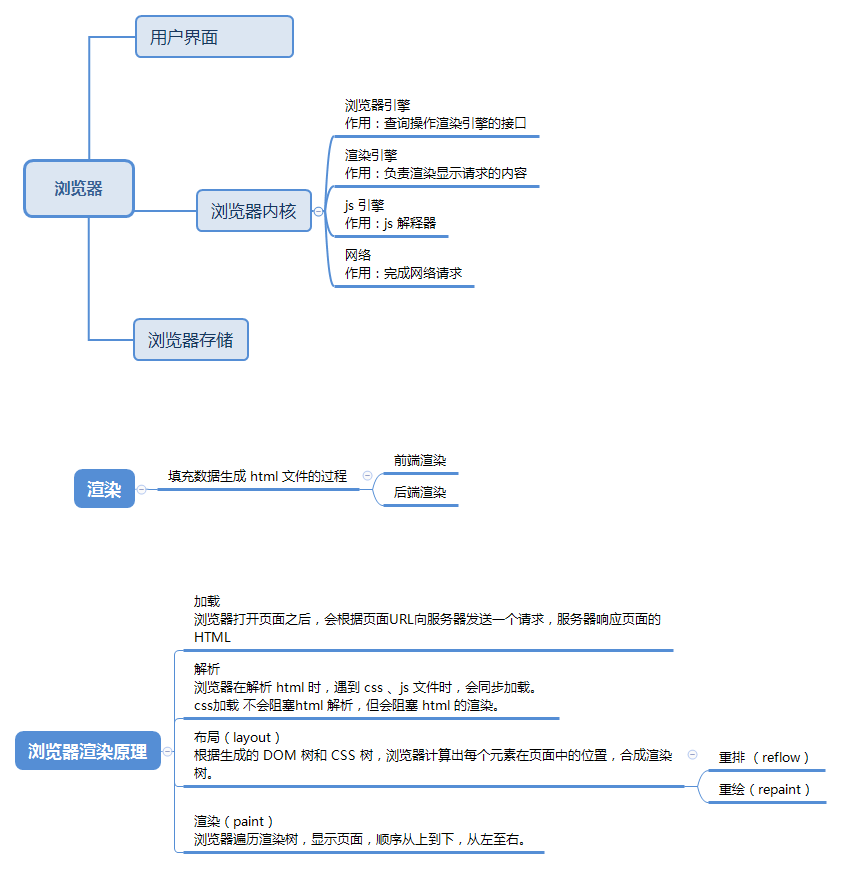 用户界面
浏览器
浏览器内核
浏览器引擎
作用：查询操作渲染引擎的接口
渲染引擎
作用：负责渲染显示请求的内容
js 引擎
作用：js 解释器
网络
作用：完成网络请求
浏览器存储
渲染
填充数据生成 html 文件的过程
前端渲染
后端渲染
浏览器渲染原理
加载
浏览器打开页面之后，会根据页面URL向服务器发送一个请求，服务器响应页面的
HTML
解析
浏览器在解析 html 时，遇到 css 、js 文件时，会同步加载。
css加载 不会阻塞html 解析，但会阻塞 html 的渲染。
布局（layout）
根据生成的 DOM 树和 CSS 树，浏览器计算出每个元素在页面中的位置，合成渲染
树。
重排 （reflow）
重绘（repaint）
渲染（paint）
浏览器遍历渲染树，显示页面，顺序从上到下，从左至右。